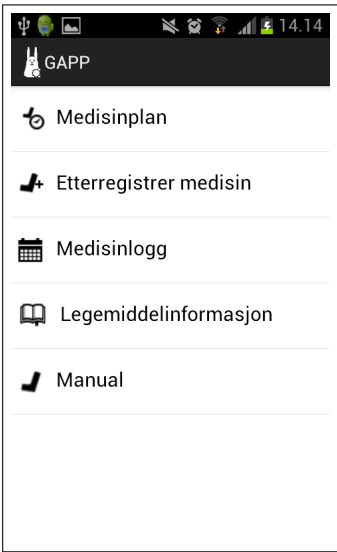 14.14
GAPP
Medisinplan
Etterregistrer medisin
Medisinlogg
Legemiddelinformasjon
Manual